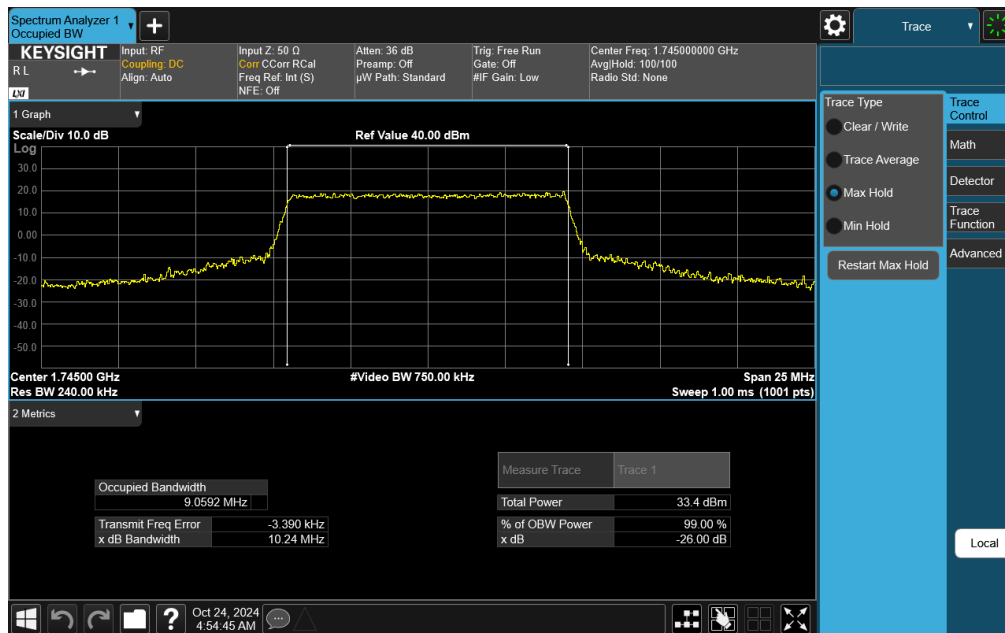 Spectrum Analyzer 1
Occupied BW
Trace
KEYSIGHT
R L
LXI
Input: RF
Coupling: DC
Align: Auto
Input Z: 50 Ω
Corr CCorr RCal
Freq Ref: Int (S)
NFE: Off
Atten: 36 dB
Preamp: Off
µW Path: Standard
Trig: Free Run
Gate: Off
#IF Gain: Low
Center Freq: 1.745000000 GHz
Avg|Hold: 100/100
Radio Std: None
1 Graph
Scale/Div 10.0 dB
Ref Value 40.00 dBm
Log
30.0
20.0
10.0
0.00
-10.0
-20.0
-30.0
-40.0
-50.0
Center 1.74500 GHz
#Video BW 750.00 kHz
Span 25 MHz
Res BW 240.00 kHz
Sweep 1.00 ms (1001 pts)
2 Metrics
Occupied Bandwidth
9.0592 MHz
Transmit Freq Error -3.390 kHz
x dB Bandwidth 10.24 MHz
Measure Trace Trace 1
Total Power 33.4 dBm
% of OBW Power 99.00 %
x dB -26.00 dB
Trace Type
Clear / Write
Trace Average
Max Hold
Min Hold
Restart Max Hold
Trace
Control
Math
Detector
Trace
Function
Advanced
Local
Oct 24, 2024
4:54:45 AM